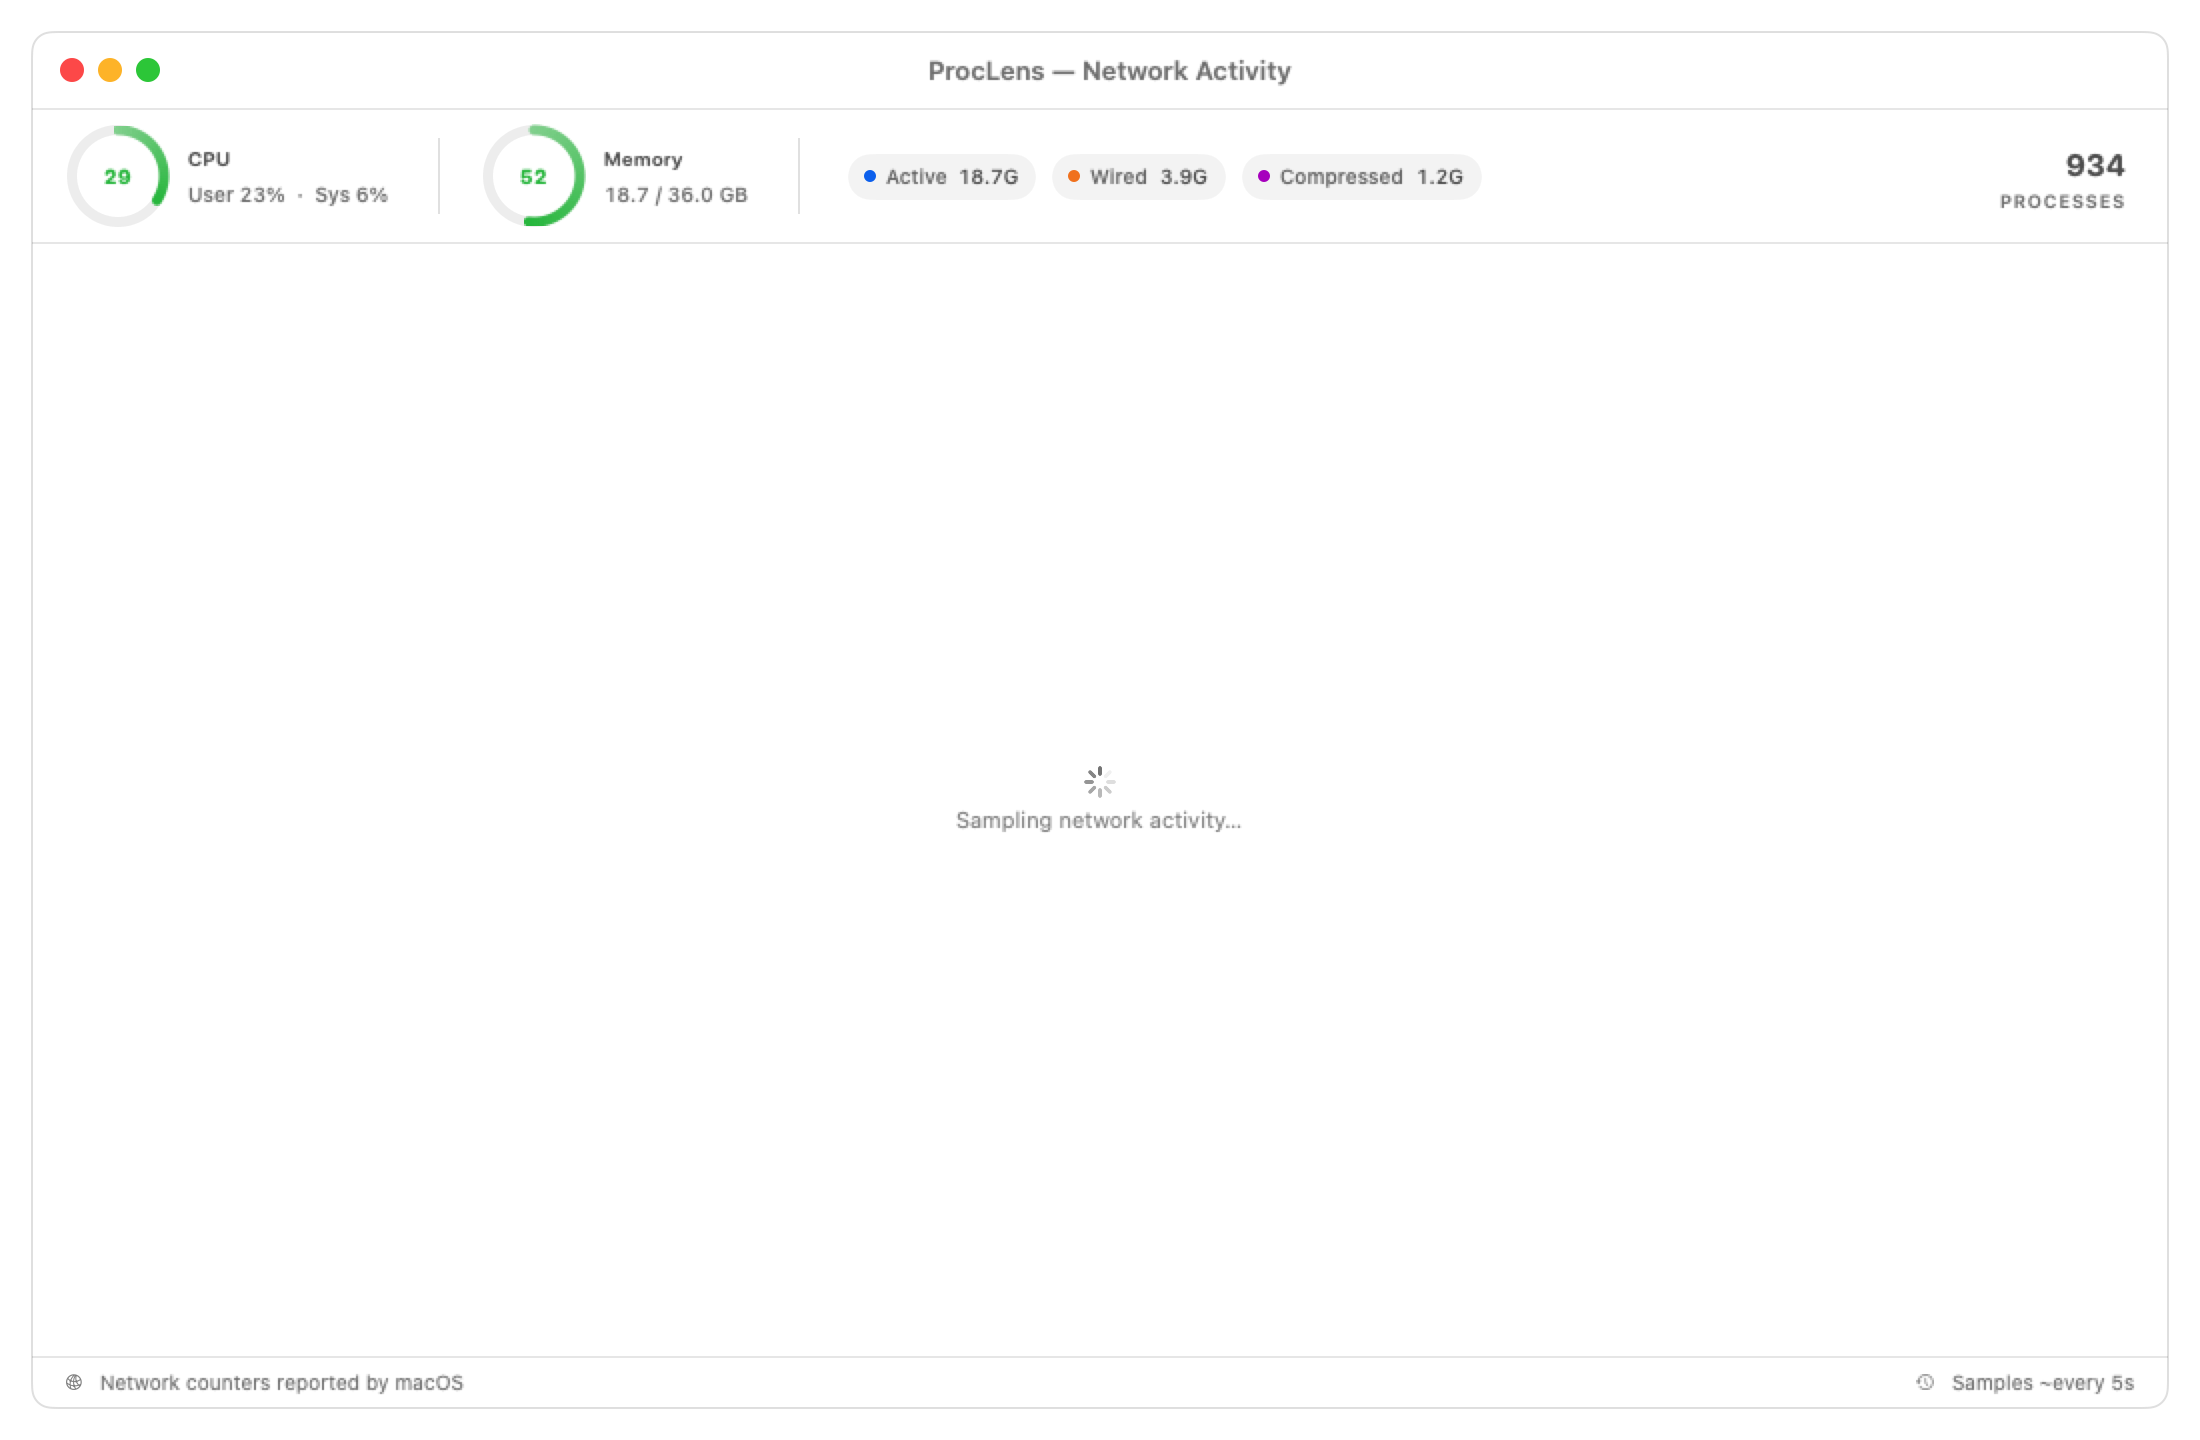 ProcLens — Network Activity
29
CPU
User 23% · Sys 6%
52
Memory
18.7 / 36.0 GB
Active 18.7G
Wired 3.9G
Compressed 1.2G
934
PROCESSES
Sampling network activity...
Network counters reported by macOS
Samples ~every 5s